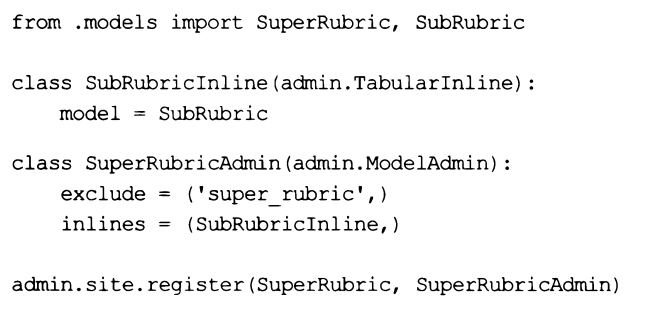 from .models import SuperRubric, SubRubric
class SubRubricInline(admin.TabularInline):
    model = SubRubric
class SuperRubricAdmin(admin.ModelAdmin):
    exclude = ('super_rubric',)
    inlines = (SubRubricInline,)
admin.site.register(SuperRubric, SuperRubricAdmin)